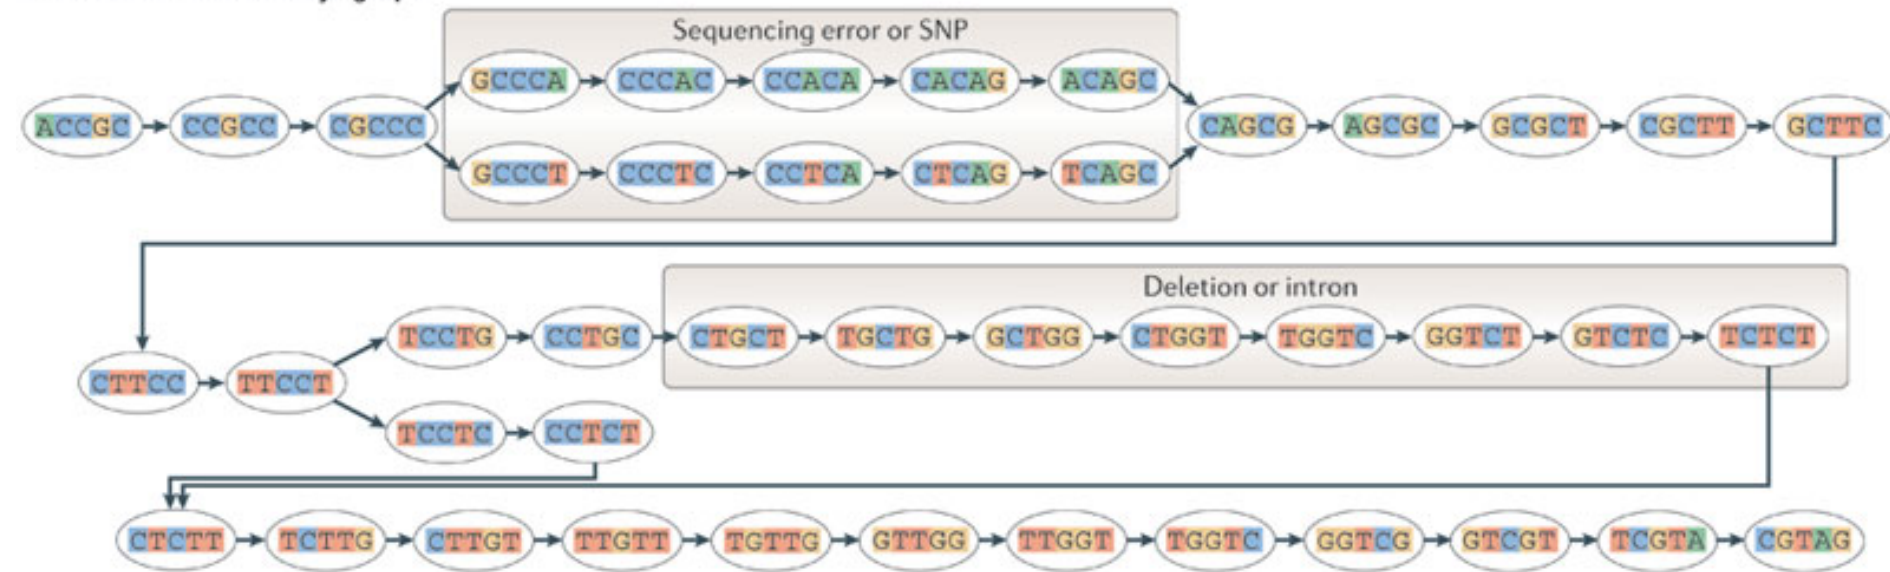 Sequencing error or SNP
GCCCA CCCAC CCACA CACAG ACAGC
ACCGC CCGCC CGCCC CAGCG AGCGC GCGCT CGCTT GCTTC
GCCCT CCCTC CCTCA CTCAG TCAGC
Deletion or intron
TCCTG CCTGC CTGCT TGCTG GCTGG CTGGT TGGTC GGTCT GTCTC TCTCT
CTTCC TTCCT
TCCTC CCTCT
CTCTT TCTTG CTTGT TTGTT TGTTG GTTGG TTGGT TGGTC GGTCG GTCGT TCGTA CGTAG